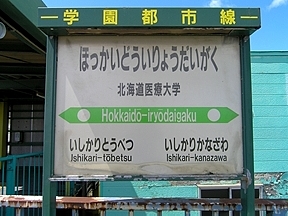 学園都市線
ほっかいどういりょうだいがく
北海道医療大学
Hokkaido-iryodaigaku
いしかりとうべつ いしかりかなざわ
Ishikari-tōbetsu Ishikari-kanazawa